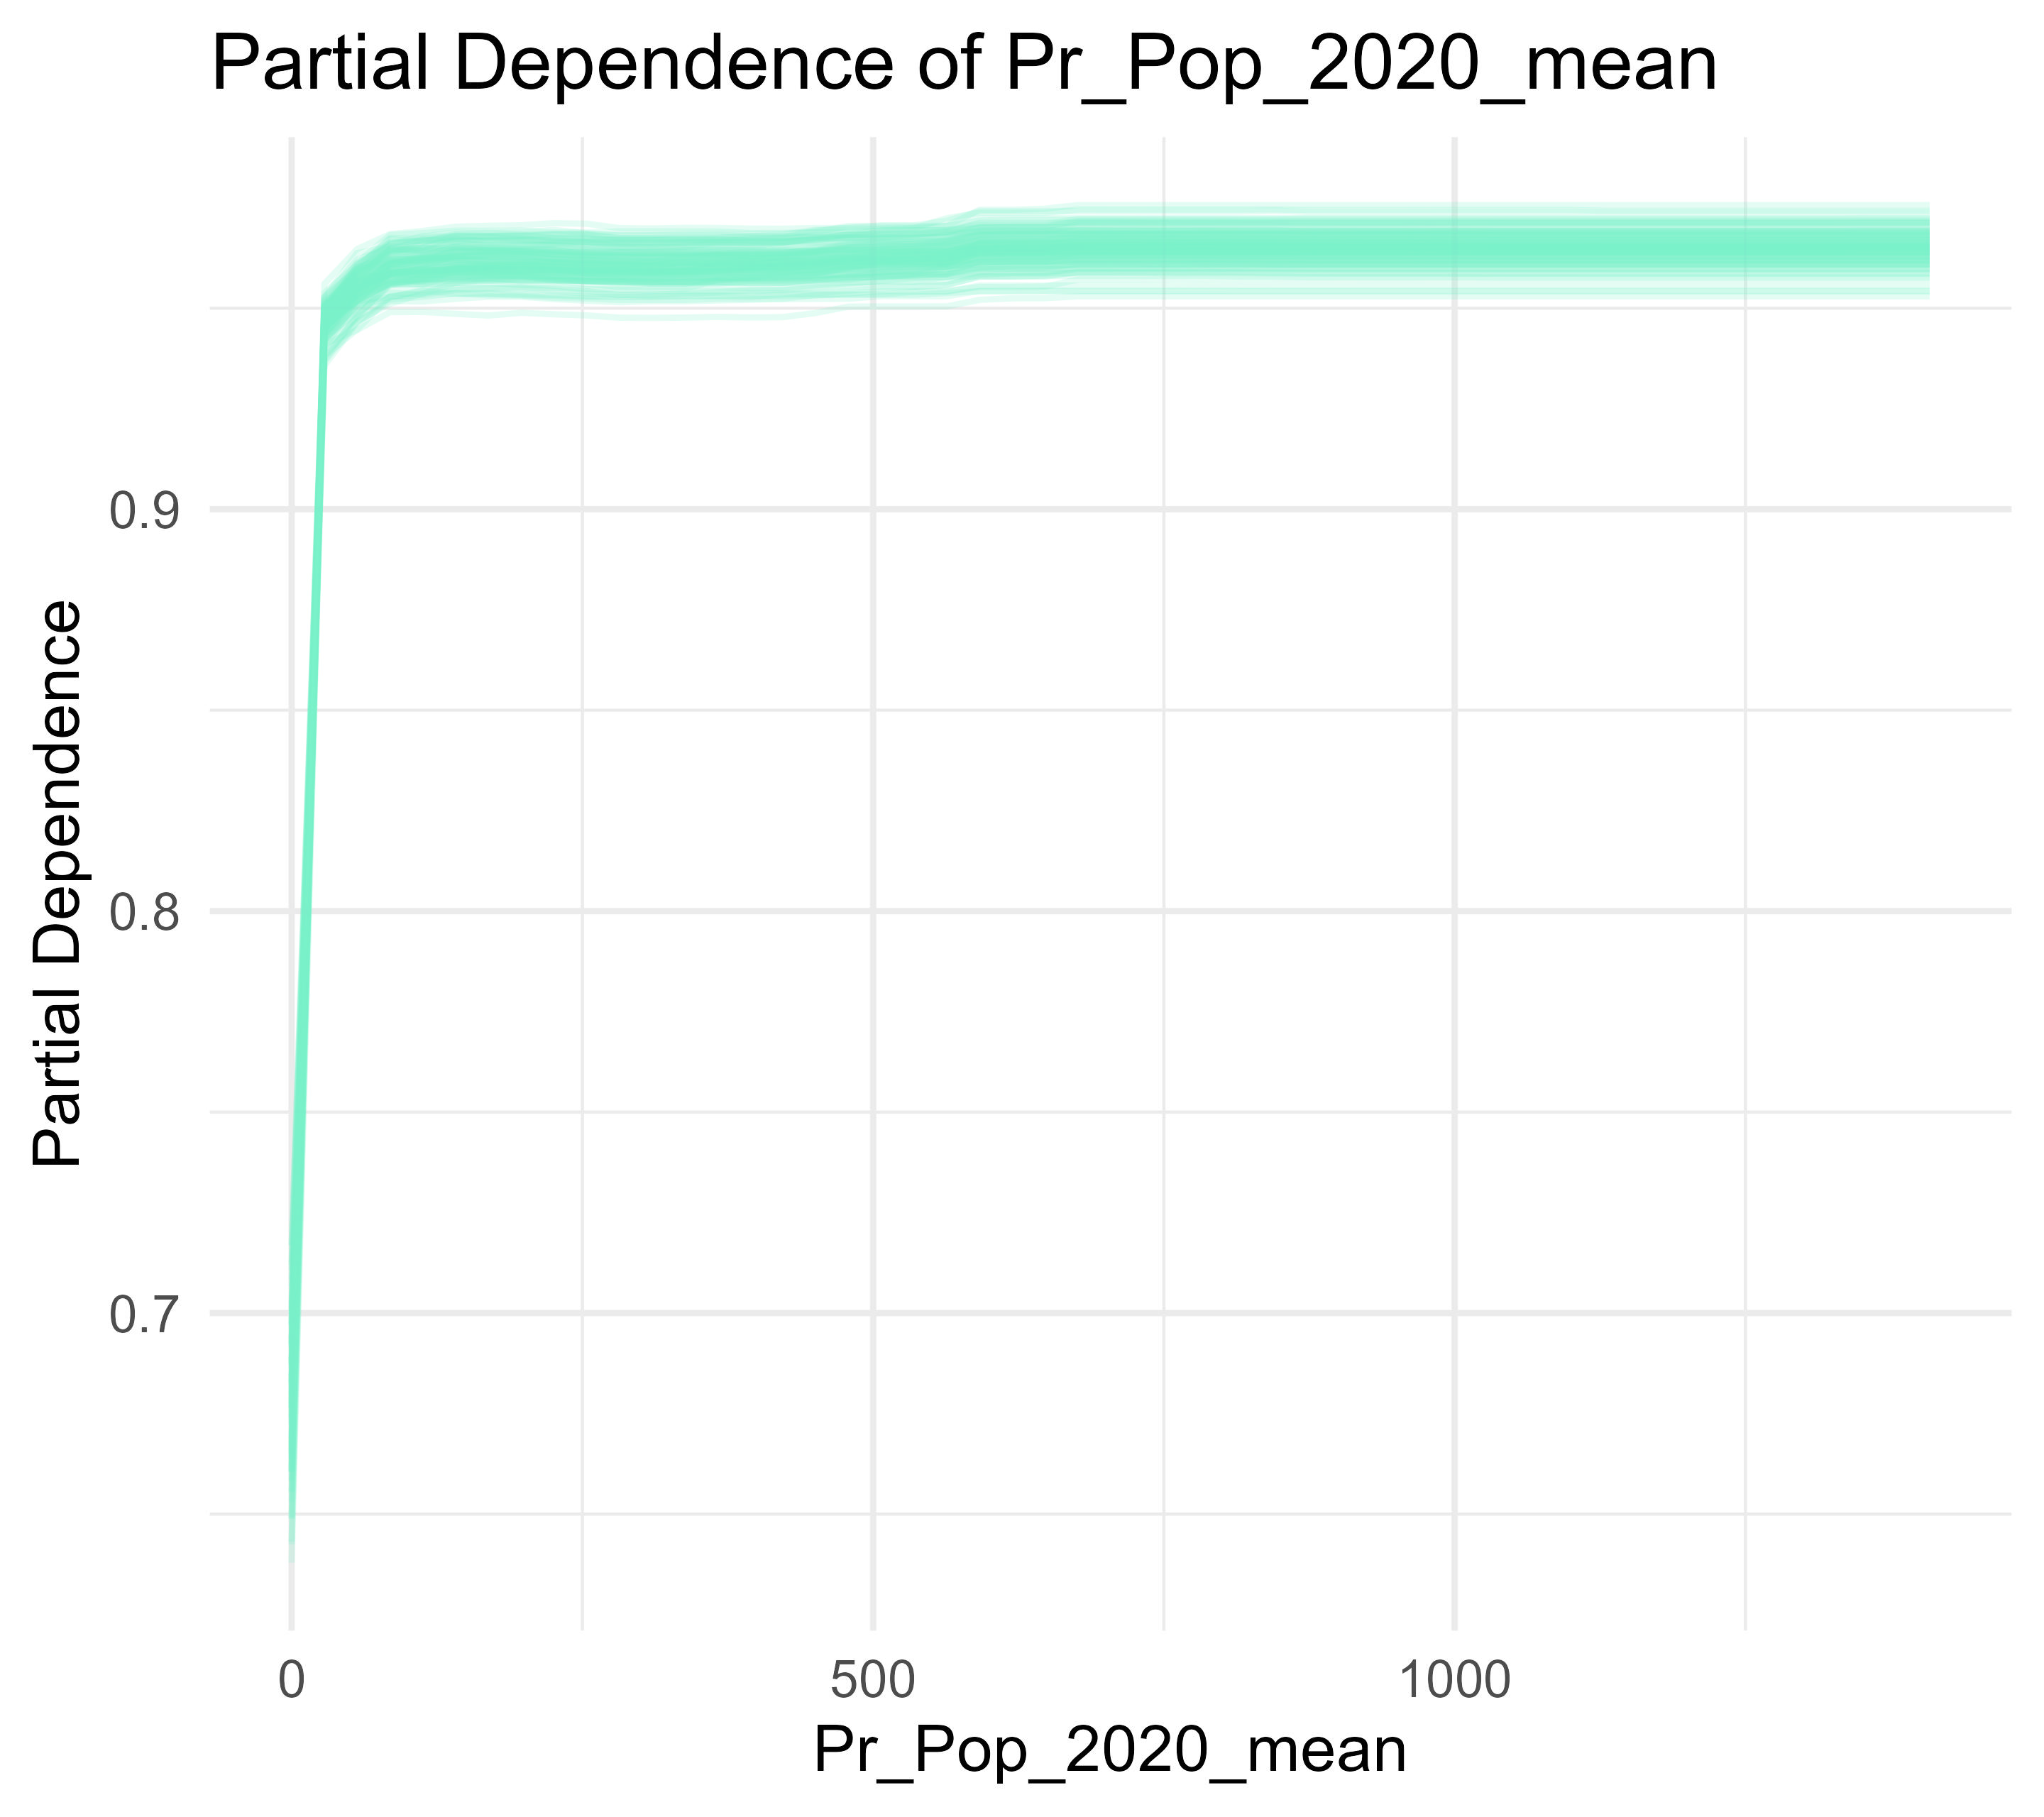 Partial Dependence of Pr_Pop_2020_mean
Partial Dependence
0.9
0.8
0.7
0
500
1000
Pr_Pop_2020_mean